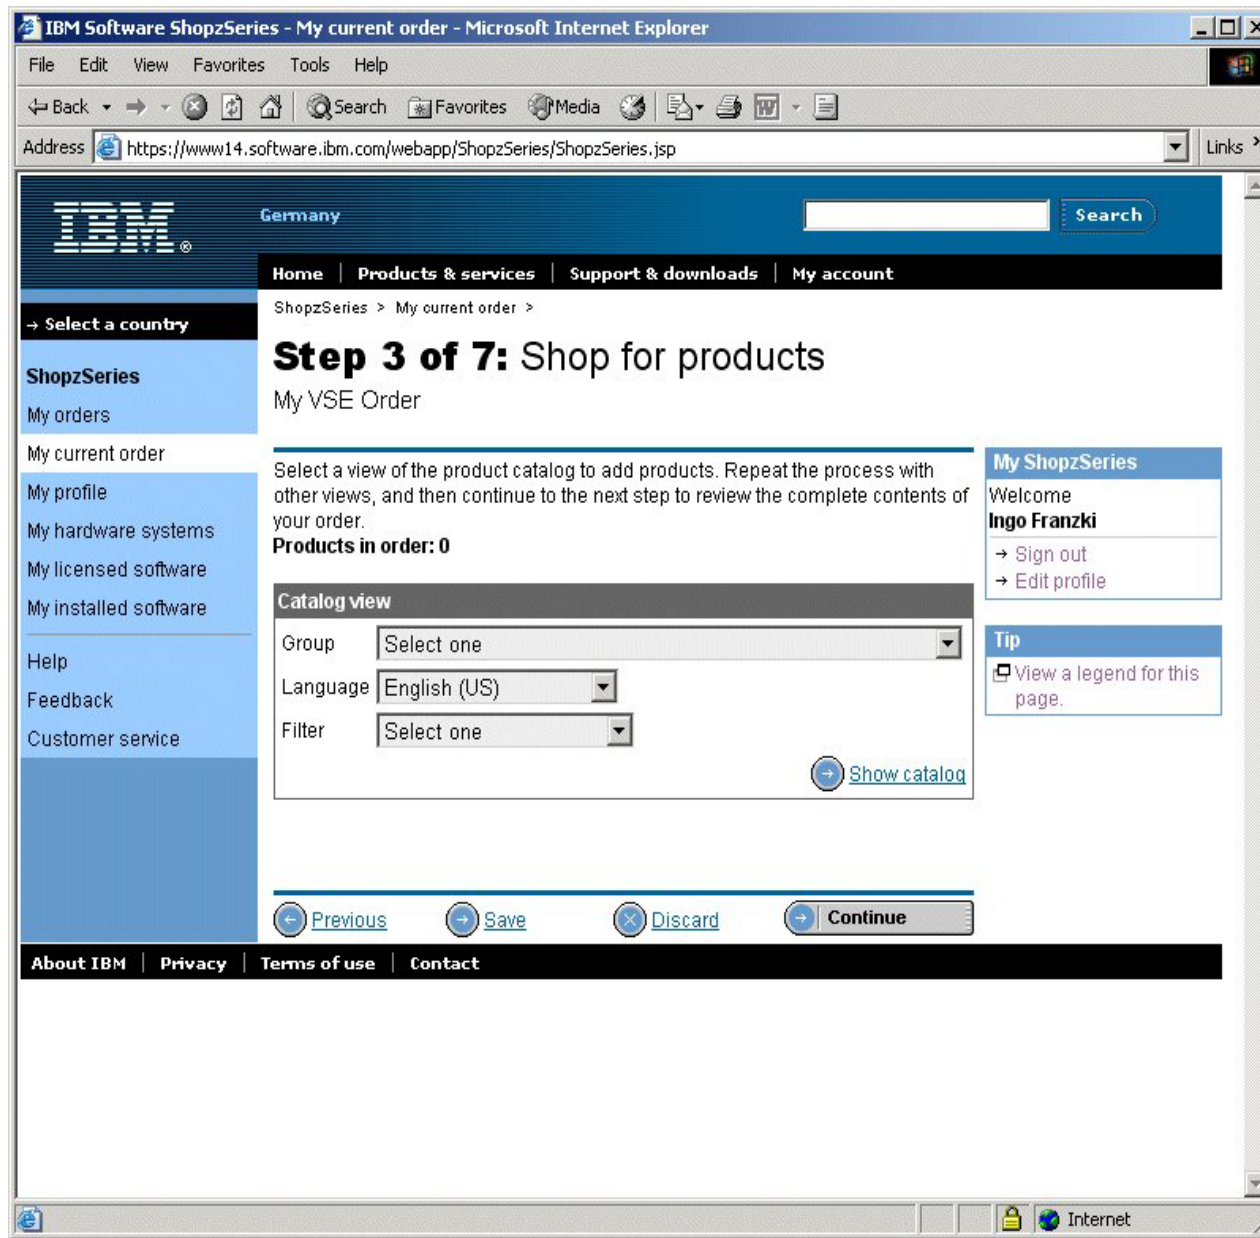 IBM Software ShopzSeries - My current order - Microsoft Internet Explorer
File Edit View Favorites Tools Help
Back Search Favorites Media
Address https://www14.software.ibm.com/webapp/ShopzSeries/ShopzSeries.jsp Links
IBM®
Germany
Search
Home | Products & services | Support & downloads | My account
→ Select a country
ShopzSeries
My orders
My current order
My profile
My hardware systems
My licensed software
My installed software
Help
Feedback
Customer service
ShopzSeries > My current order >
Step 3 of 7: Shop for products
My VSE Order
Select a view of the product catalog to add products. Repeat the process with
other views, and then continue to the next step to review the complete contents of
your order.
Products in order: 0
Catalog view
Group Select one
Language English (US)
Filter Select one
Show catalog
Previous Save Discard Continue
My ShopzSeries
Welcome
Ingo Franzki
→ Sign out
→ Edit profile
Tip
View a legend for this
page.
About IBM | Privacy | Terms of use | Contact
Internet